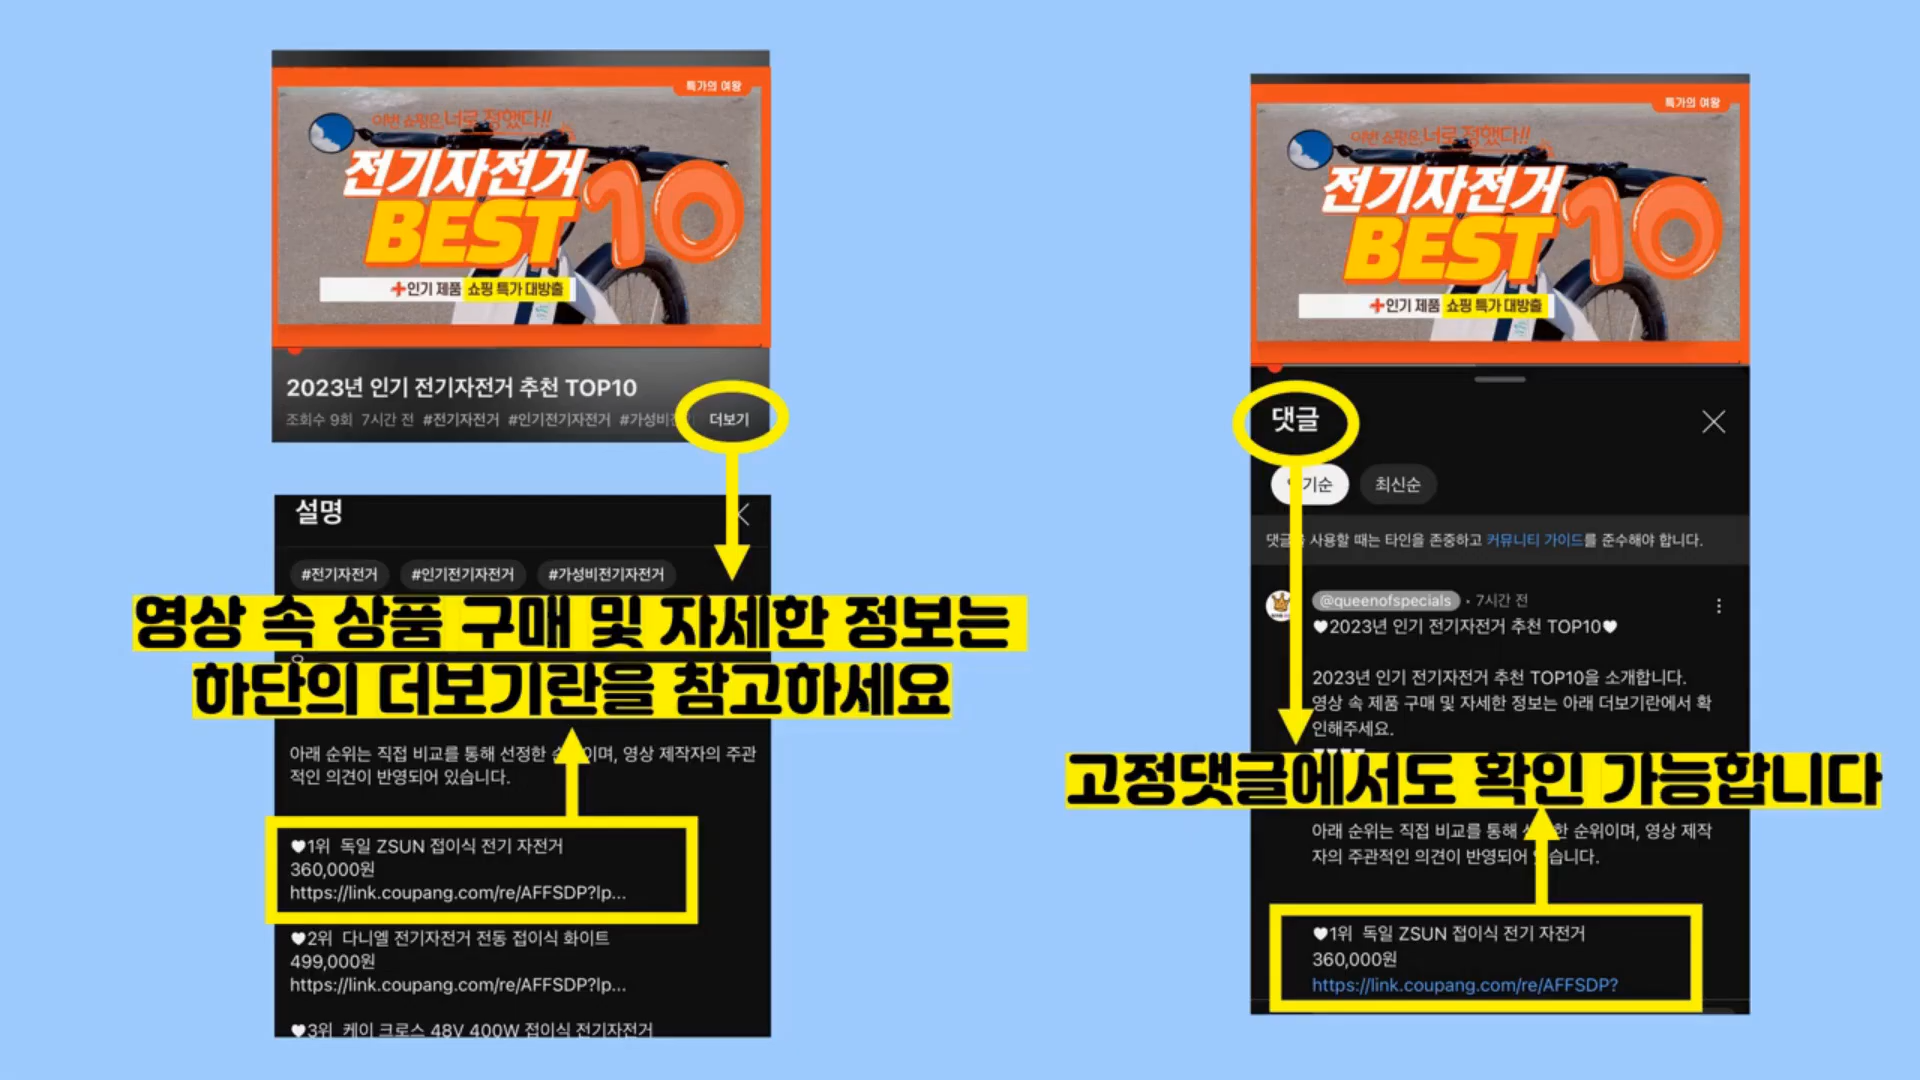 특가의 여왕
이번 쇼핑은 너로 정했다!!
전기자전거
BEST 10
+인기 제품 쇼핑 특가 대방출
2023년 인기 전기자전거 추천 TOP10
조회수 9회 7시간 전 #전기자전거 #인기전기자전거 #가성비 더보기
설명
#전기자전거 #인기전기자전거 #가성비전기자전거
영상 속 상품 구매 및 자세한 정보는
하단의 더보기란을 참고하세요
아래 순위는 직접 비교를 통해 선정한 이며, 영상 제작자의 주관
적인 의견이 반영되어 있습니다.
♥1위 독일 ZSUN 접이식 전기 자전거
360,000원
https://link.coupang.com/re/AFFSDP?lp...
♥2위 다니엘 전기자전거 전동 접이식 화이트
499,000원
https://link.coupang.com/re/AFFSDP?lp...
♥3위 케이 크로스 48V 400W 접이식 전기자전거
특가의 여왕
이번 쇼핑은 너로 정했다!!
전기자전거
BEST 10
+인기 제품 쇼핑 특가 대방출
댓글
기순 최신순
댓글 사용할 때는 타인을 존중하고 커뮤니티 가이드를 준수해야 합니다.
@queenofspecials · 7시간 전
♥2023년 인기 전기자전거 추천 TOP10♥
2023년 인기 전기자전거 추천 TOP10을 소개합니다.
영상 속 제품 구매 및 자세한 정보는 아래 더보기란에서 확
인해주세요.
고정댓글에서도 확인 가능합니다
아래 순위는 직접 비교를 통해 한 순위이며, 영상 제작
자의 주관적인 의견이 반영되어 습니다.
♥1위 독일 ZSUN 접이식 전기 자전거
360,000원
https://link.coupang.com/re/AFFSDP?